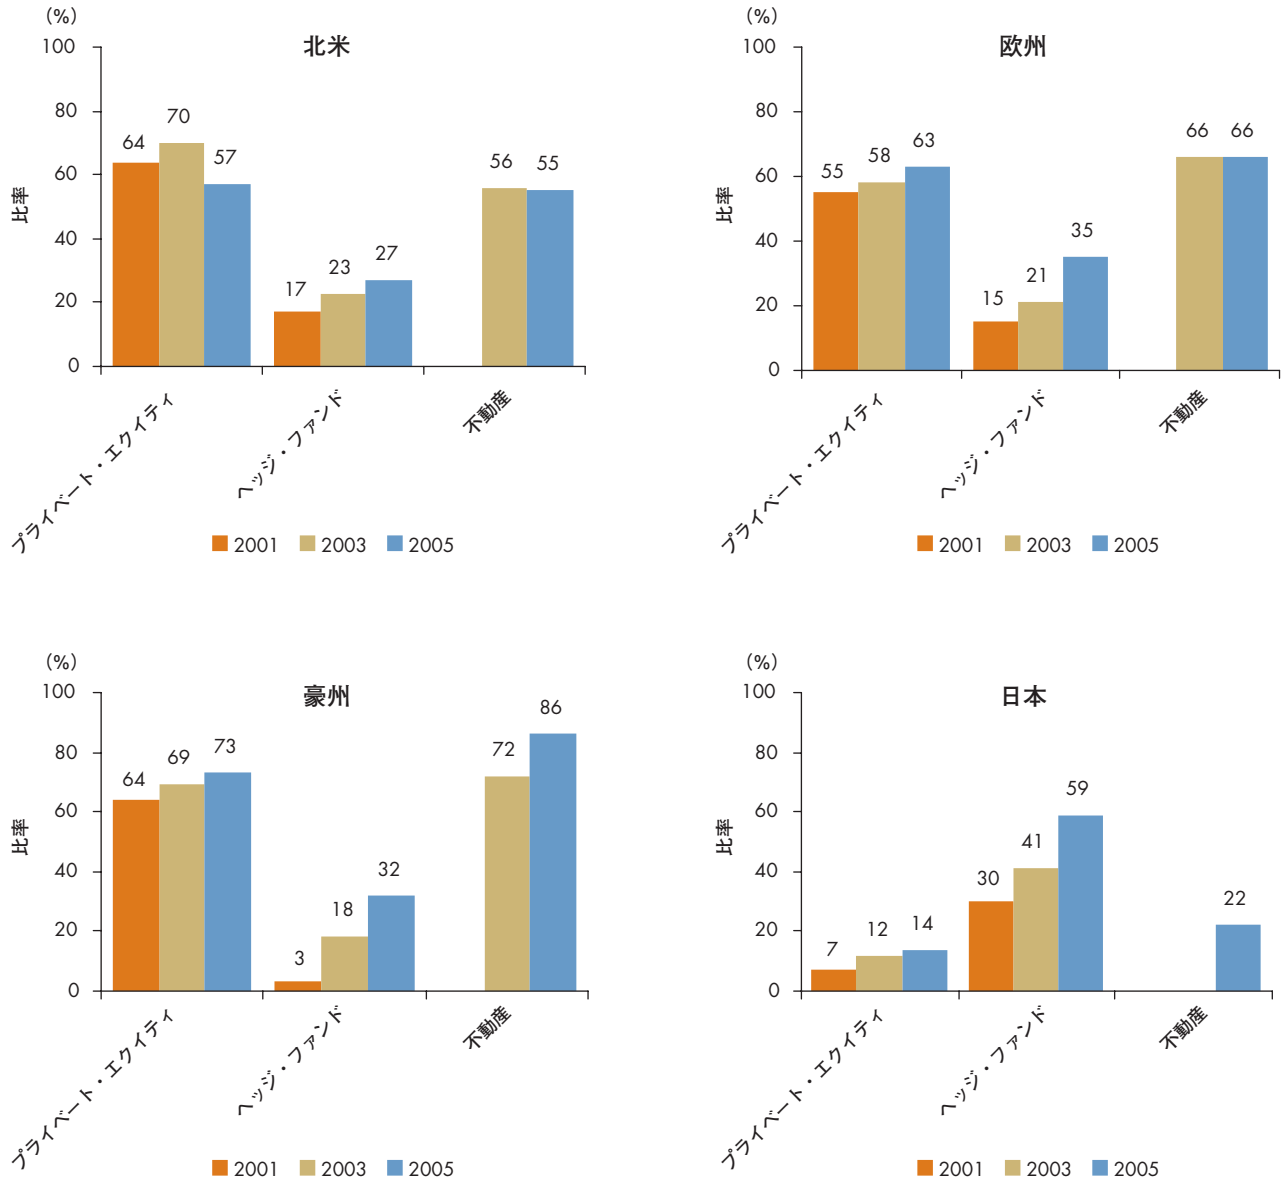 (%)
北米
100
80
60
40
20
0
比率
64
70
57
17
23
27
56
55
プライベート・エクイティ
ヘッジ・ファンド
不動産
2001 2003 2005
(%)
欧州
100
80
60
40
20
0
比率
55
58
63
15
21
35
66
66
プライベート・エクイティ
ヘッジ・ファンド
不動産
2001 2003 2005
(%)
豪州
100
80
60
40
20
0
比率
64
69
73
3
18
32
72
86
プライベート・エクイティ
ヘッジ・ファンド
不動産
2001 2003 2005
(%)
日本
100
80
60
40
20
0
比率
7
12
14
30
41
59
22
プライベート・エクイティ
ヘッジ・ファンド
不動産
2001 2003 2005